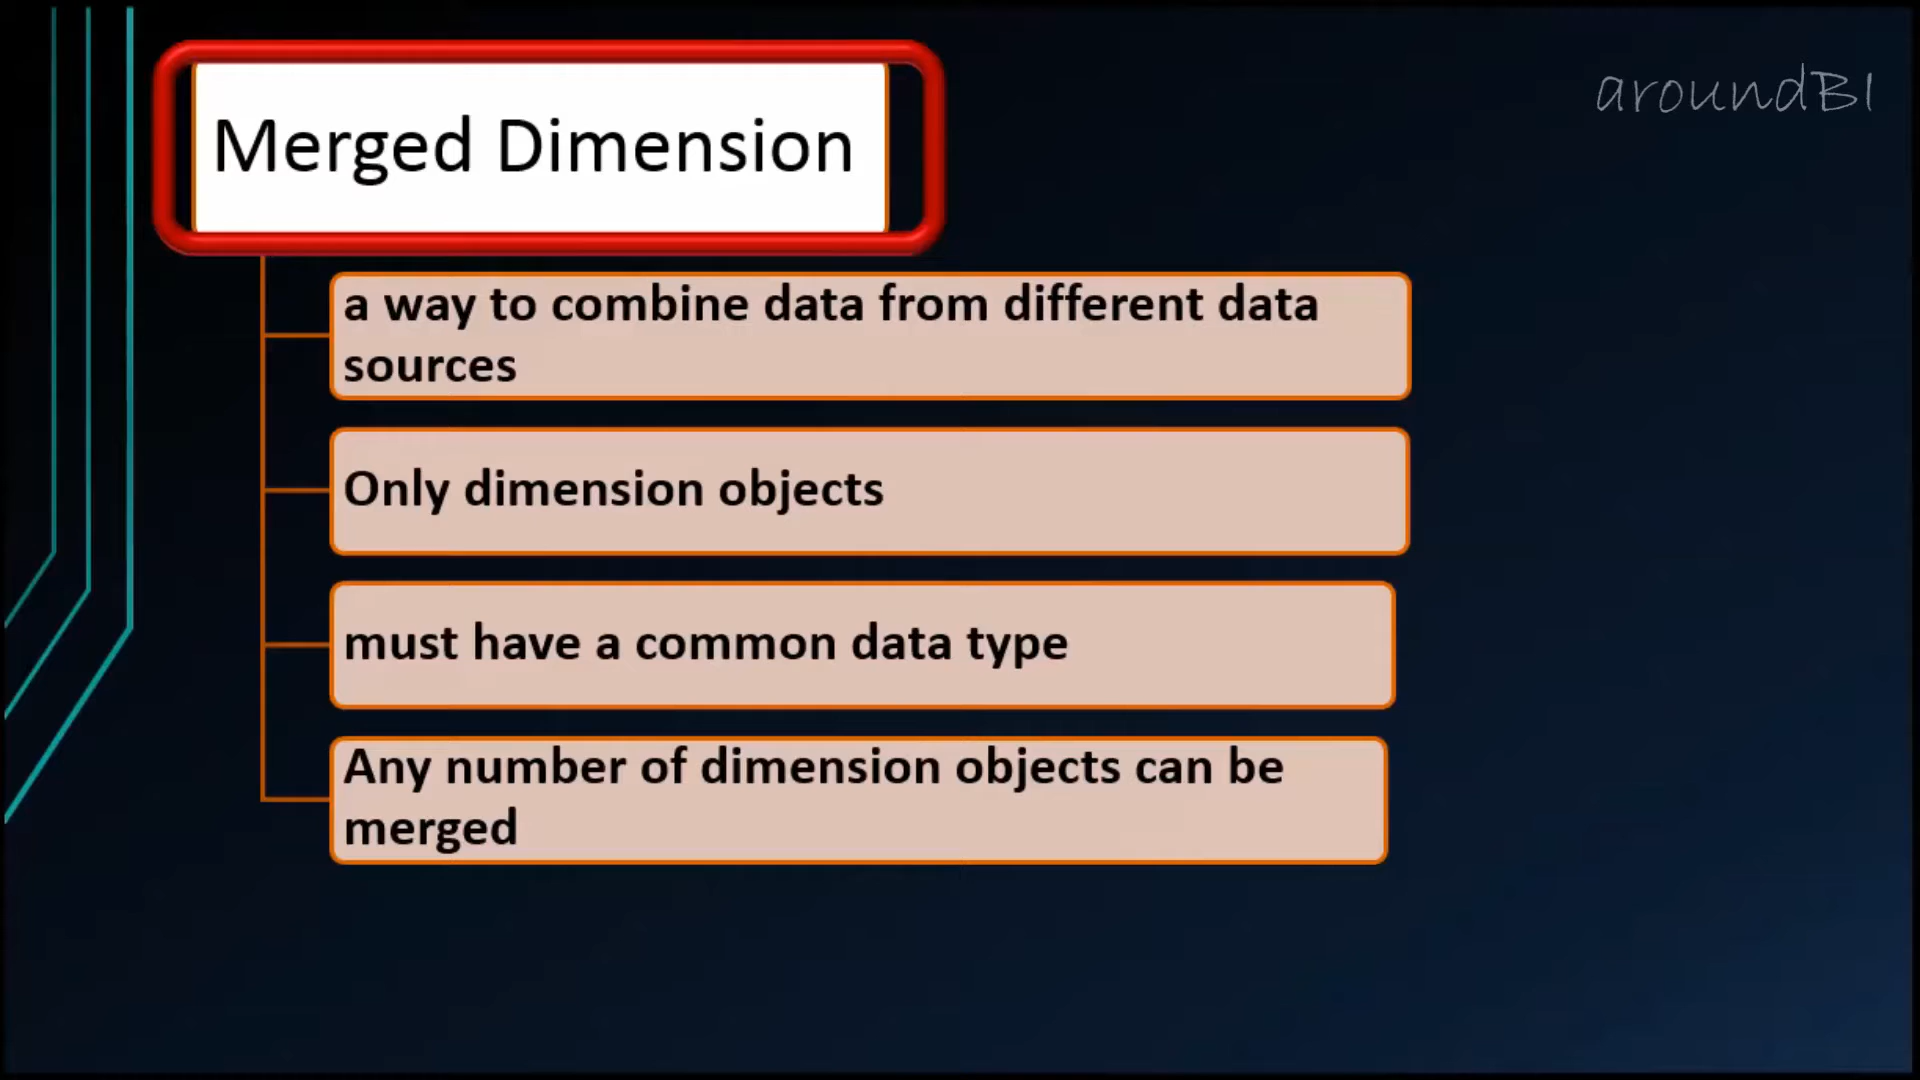 aroundBI
Merged Dimension
a way to combine data from different data
sources
Only dimension objects
must have a common data type
Any number of dimension objects can be
merged